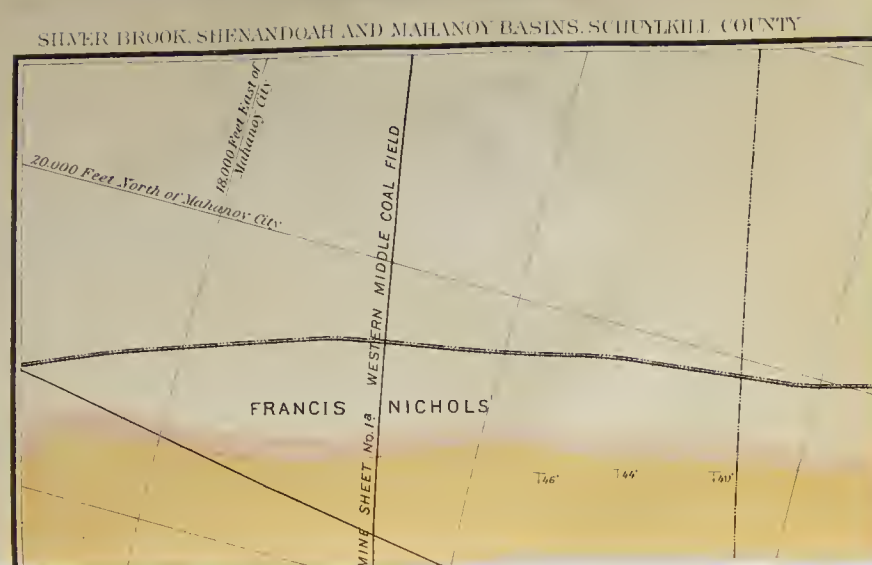 SILVER BROOK, SHENANDOAH AND MAHANOY BASINS, SCHUYLKILL COUNTY
18.000 Feet East of
Mahanoy City
20.000 Feet North of Mahanoy City
MINE SHEET No. 1a WESTERN MIDDLE COAL FIELD
FRANCIS NICHOLS
46°
44°
40°